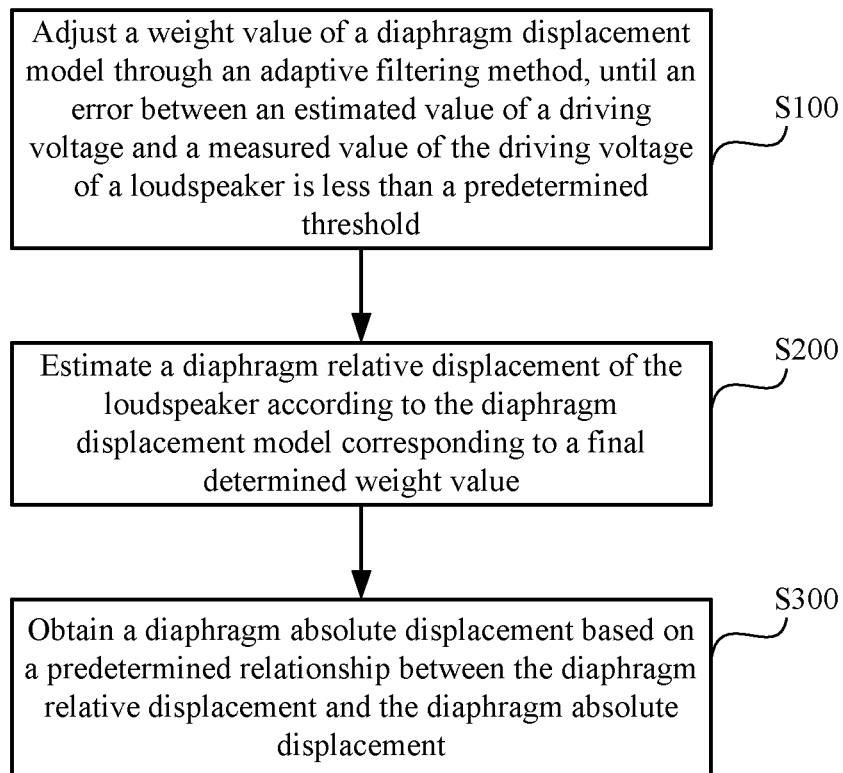 Adjust a weight value of a diaphragm displacement
model through an adaptive filtering method, until an
error between an estimated value of a driving
voltage and a measured value of the driving voltage
of a loudspeaker is less than a predetermined
threshold
S100
Estimate a diaphragm relative displacement of the
loudspeaker according to the diaphragm
displacement model corresponding to a final
determined weight value
S200
Obtain a diaphragm absolute displacement based on
a predetermined relationship between the diaphragm
relative displacement and the diaphragm absolute
displacement
S300